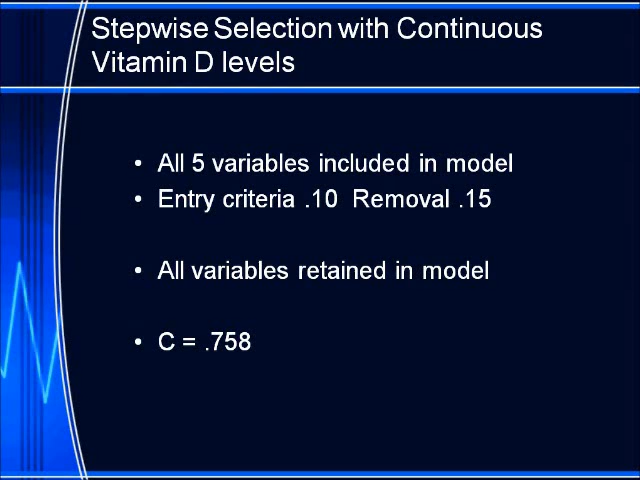 Stepwise Selection with Continuous
Vitamin D levels
• All 5 variables included in model
• Entry criteria .10 Removal .15
• All variables retained in model
• C = .758